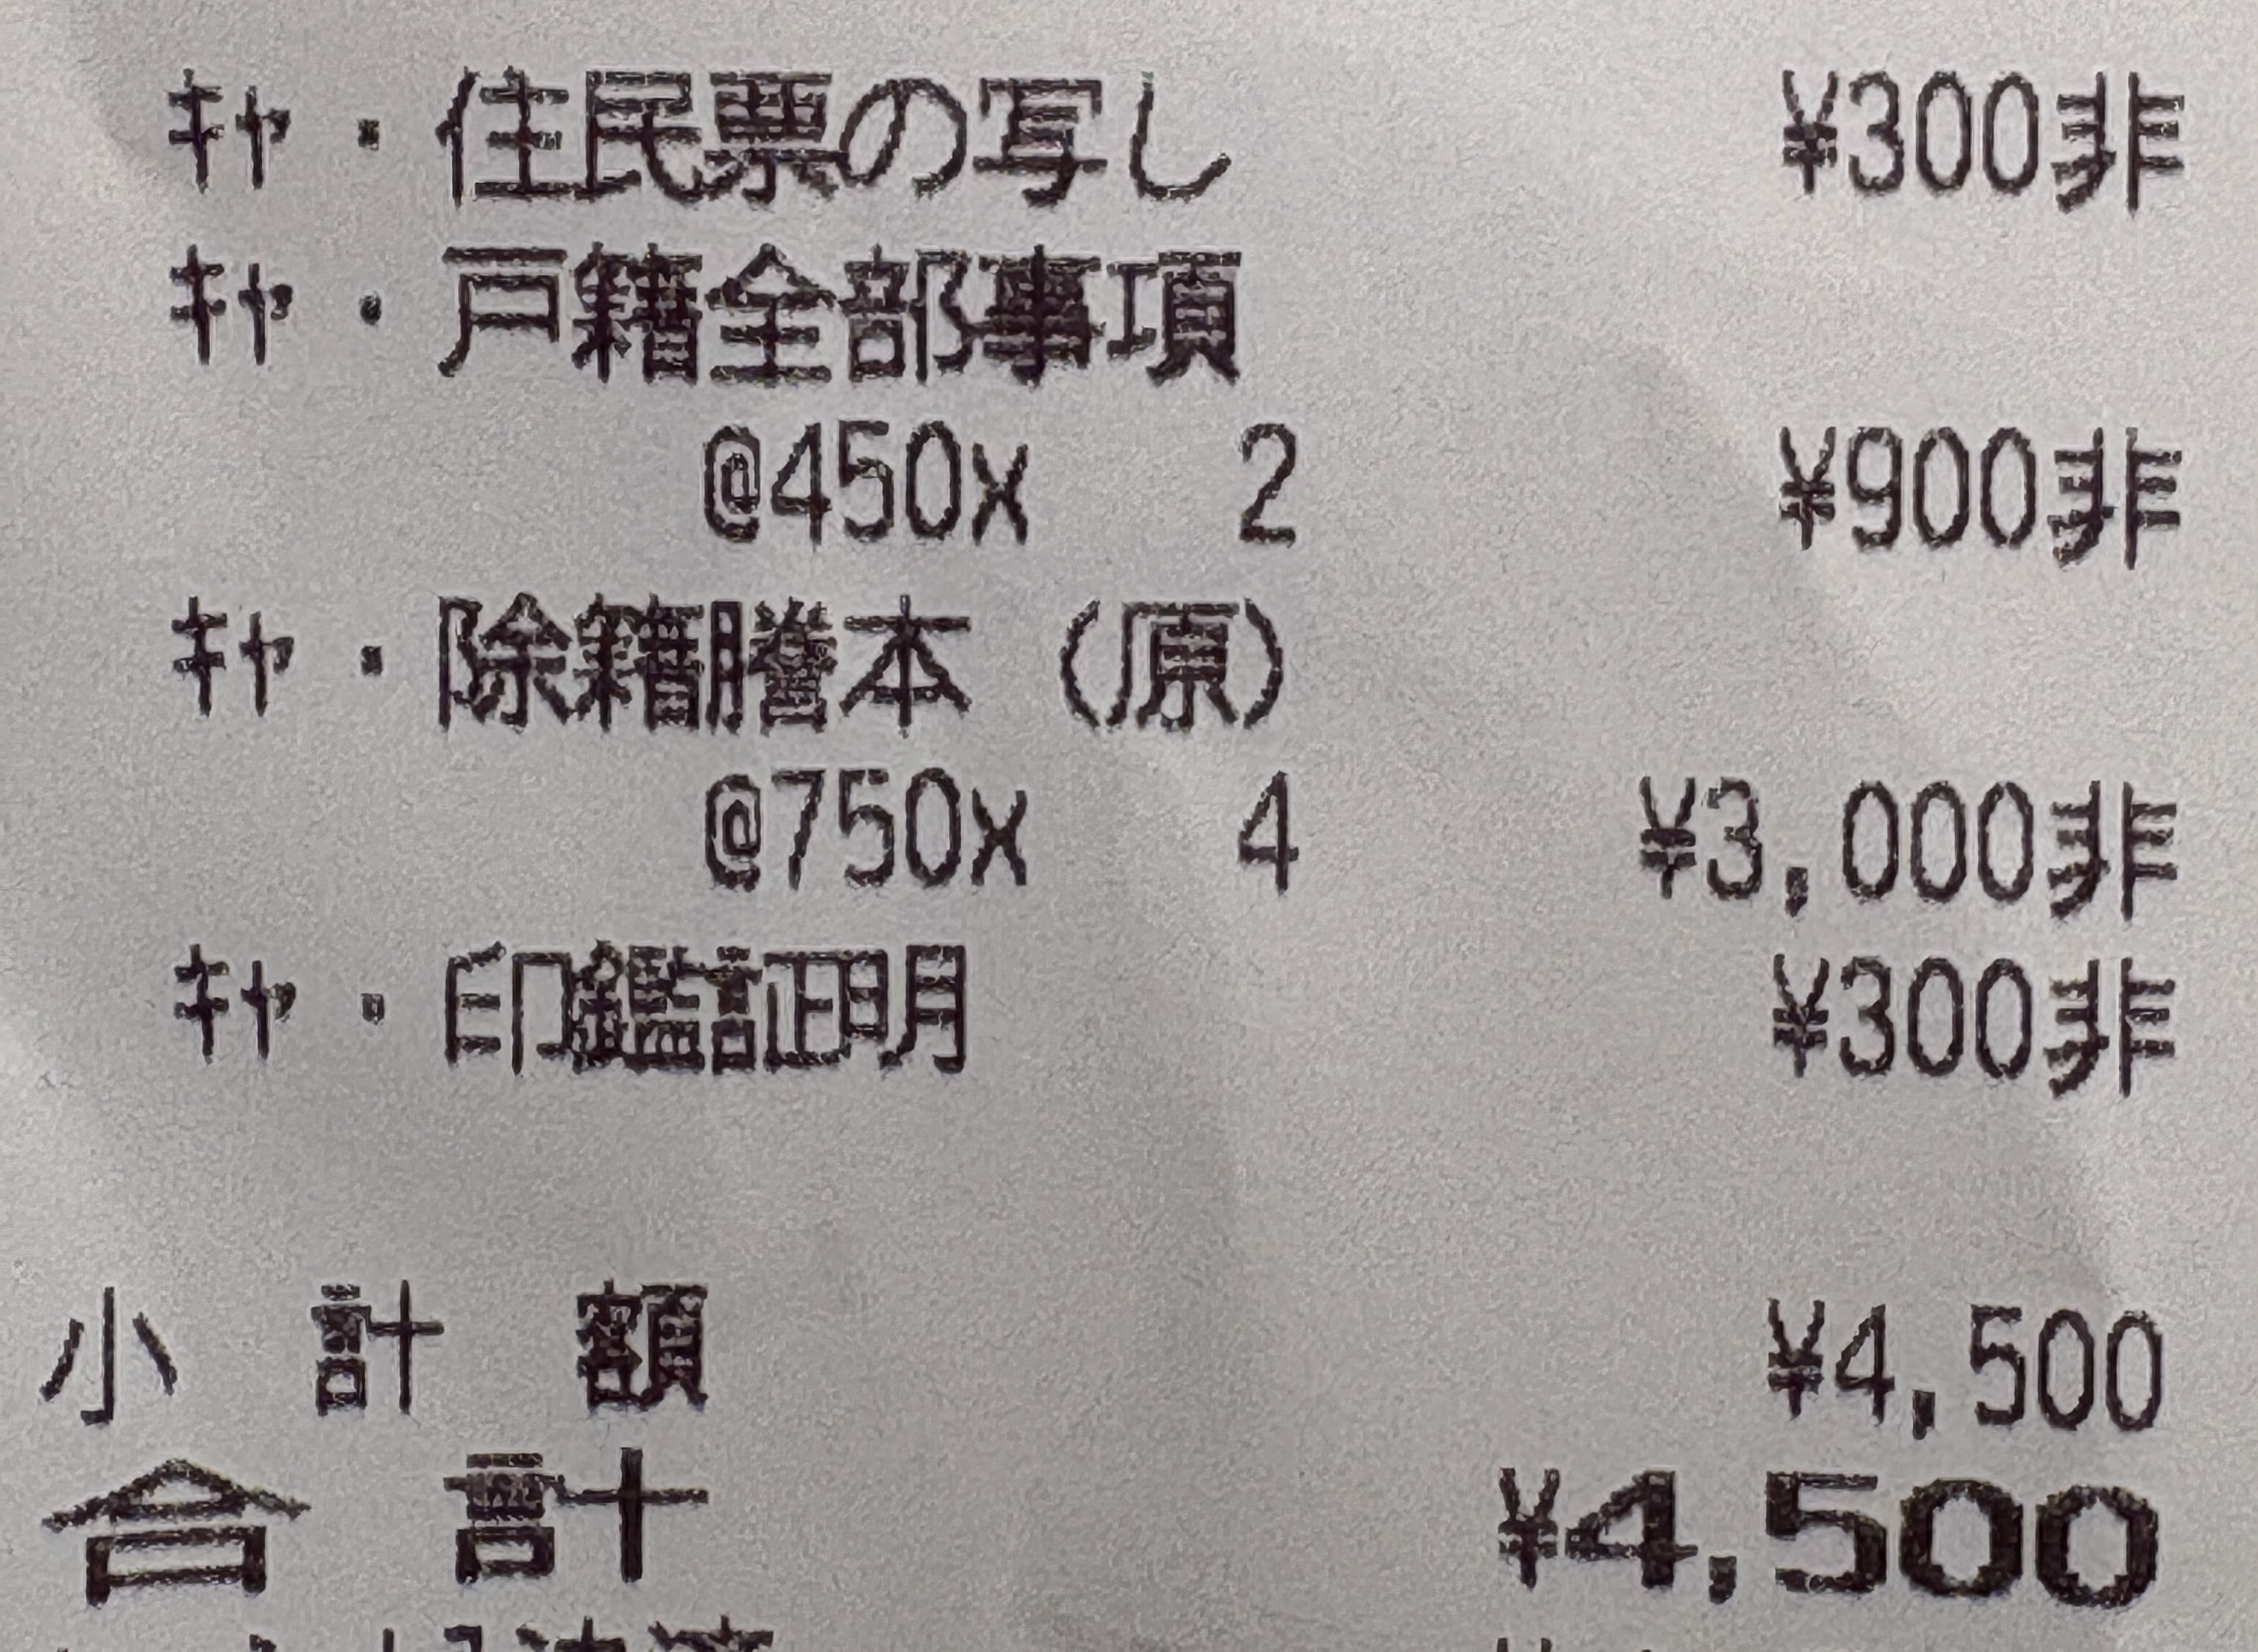 ｷｬ・住民票の写し ¥300非
ｷｬ・戸籍全部事項
@450x 2 ¥900非
ｷｬ・除籍謄本（原）
@750x 4 ¥3,000非
ｷｬ・印鑑証明 ¥300非
小計額 ¥4,500
合計 ¥4,500